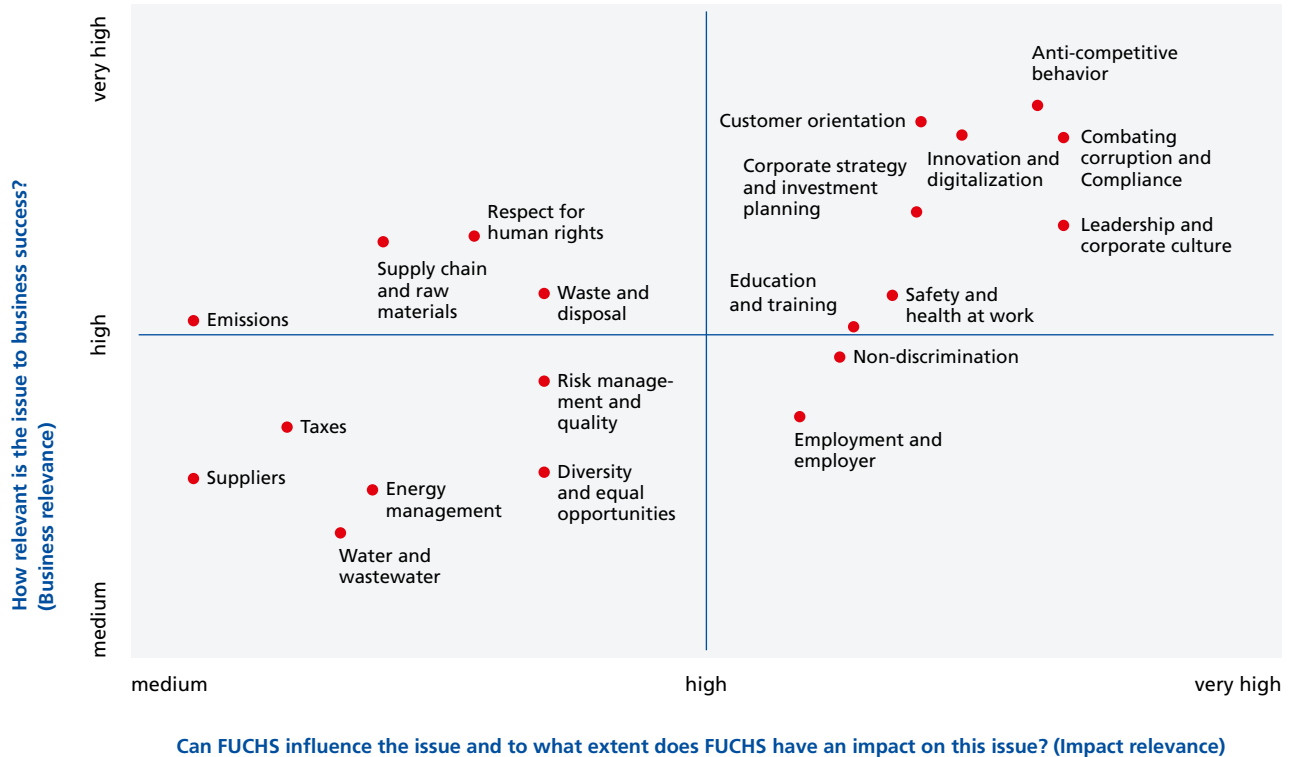 How relevant is the issue to business success?
(Business relevance)
very high
high
medium
Anti-competitive
behavior
Customer orientation
Innovation and
digitalization
Combating
corruption and
Compliance
Corporate strategy
and investment
planning
Leadership and
corporate culture
Respect for
human rights
Supply chain
and raw
materials
Waste and
disposal
Education
and training
Safety and
health at work
Emissions
Non-discrimination
Risk manage-
ment and
quality
Taxes
Employment and
employer
Suppliers
Energy
management
Diversity
and equal
opportunities
Water and
wastewater
medium
high
very high
Can FUCHS influence the issue and to what extent does FUCHS have an impact on this issue? (Impact relevance)